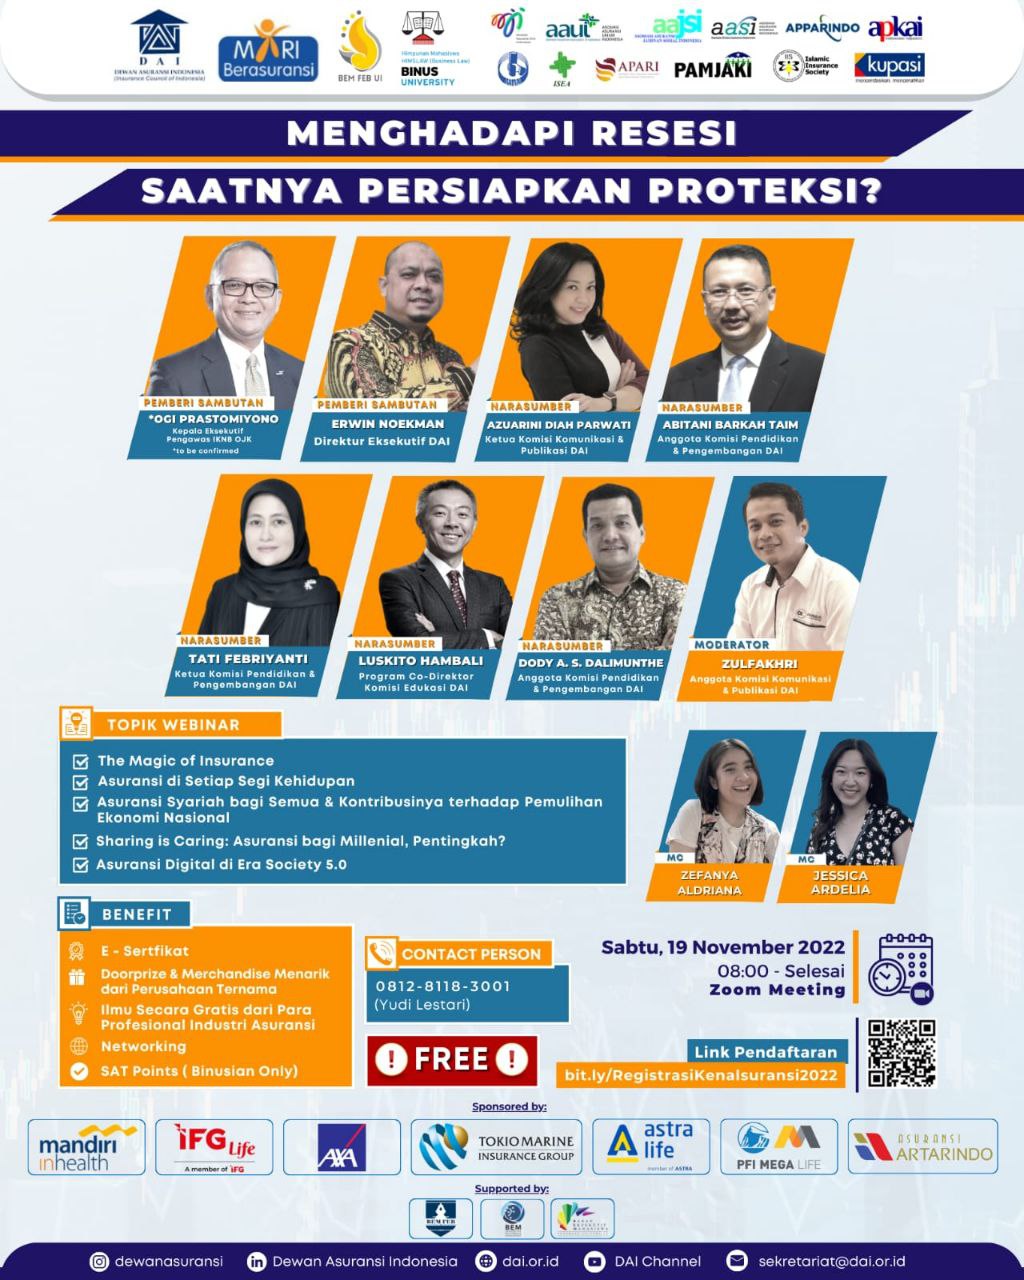 DAI
DEWAN ASURANSI INDONESIA
(Insurance Council of Indonesia)
MARI
Berasuransi
BEM FEB UI
Himpunan Mahasiswa
HIMSLAW (Business Law)
BINUS
UNIVERSITY
aaui
aajsi
aasi
APPARINDO
apkai
ISEA
APARI
PAMJAKI
IIS
Islamic
Insurance
Society
kupasi
MENGHADAPI RESESI
SAATNYA PERSIAPKAN PROTEKSI?
PEMBERI SAMBUTAN
*OGI PRASTOMIYONO
Kepala Eksekutif
Pengawas IKNB OJK
*to be confirmed
PEMBERI SAMBUTAN
ERWIN NOEKMAN
Direktur Eksekutif DAI
NARASUMBER
AZUARINI DIAH PARWATI
Ketua Komisi Komunikasi &
Publikasi DAI
NARASUMBER
ABITANI BARKAH TAIM
Anggota Komisi Pendidikan
& Pengembangan DAI
NARASUMBER
TATI FEBRIYANTI
Ketua Komisi Pendidikan &
Pengembangan DAI
NARASUMBER
LUSKITO HAMBALI
Program Co-Direktor
Komisi Edukasi DAI
NARASUMBER
DODY A. S. DALIMUNTHE
Anggota Komisi Pendidikan
& Pengembangan DAI
MODERATOR
ZULFAKHRI
Anggota Komisi Komunikasi
& Publikasi DAI
TOPIK WEBINAR
The Magic of Insurance
Asuransi di Setiap Segi Kehidupan
Asuransi Syariah bagi Semua & Kontribusinya terhadap Pemulihan
Ekonomi Nasional
Sharing is Caring: Asuransi bagi Millenial, Pentingkah?
Asuransi Digital di Era Society 5.0
MC
ZEFANYA
ALDRIANA
MC
JESSICA
ARDELIA
BENEFIT
E - Sertfikat
Doorprize & Merchandise Menarik
dari Perusahaan Ternama
Ilmu Secara Gratis dari Para
Profesional Industri Asuransi
Networking
SAT Points ( Binusian Only)
CONTACT PERSON
0812-8118-3001
(Yudi Lestari)
! FREE !
Sabtu, 19 November 2022
08:00 - Selesai
Zoom Meeting
Link Pendaftaran
bit.ly/RegistrasiKenalsuransi2022
Sponsored by:
mandiri
inhealth
IFG Life
A member of IFG
AXA
TOKIO MARINE
INSURANCE GROUP
astra
life
member of ASTRA
PFI MEGA LIFE
ASURANSI
ARTARINDO
Supported by:
BEM FEB
BEM
dewanasuransi
Dewan Asuransi Indonesia
dai.or.id
DAI Channel
sekretariat@dai.or.id